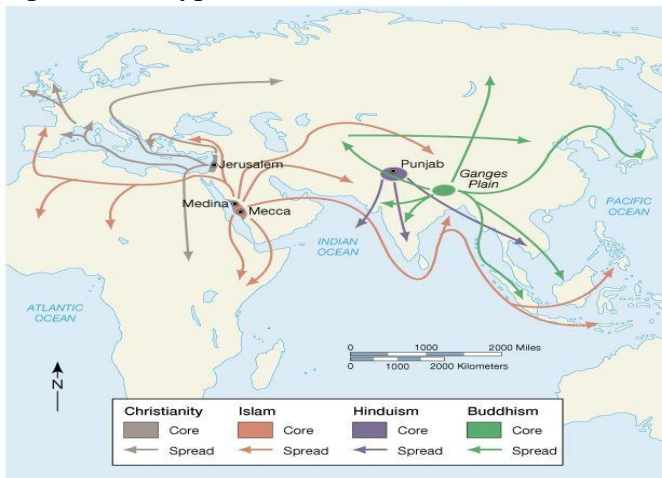 Jerusalem
Medina
Mecca
Punjab
Ganges
Plain
PACIFIC
OCEAN
INDIAN
OCEAN
ATLANTIC
OCEAN
N
0 1000 2000 Miles
0 1000 2000 Kilometers
Christianity Islam Hinduism Buddhism
Core Core Core Core
Spread Spread Spread Spread